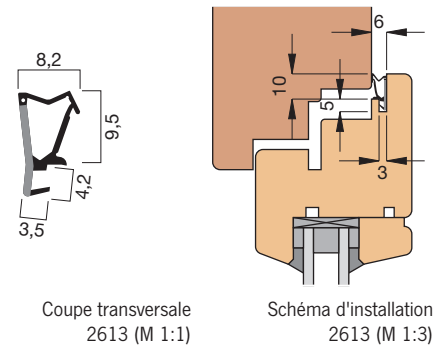 8,2
9,5
4,2
3,5
6
10
5
3
Coupe transversale
2613 (M 1:1)
Schéma d'installation
2613 (M 1:3)